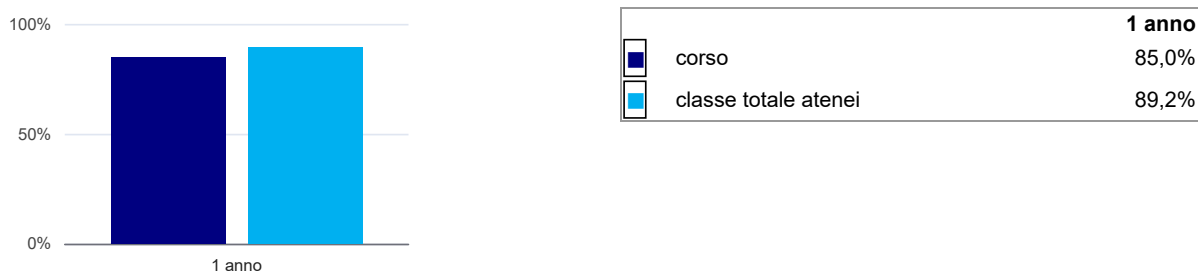 100%
50%
0%
1 anno
1 anno
corso 85,0%
classe totale atenei 89,2%